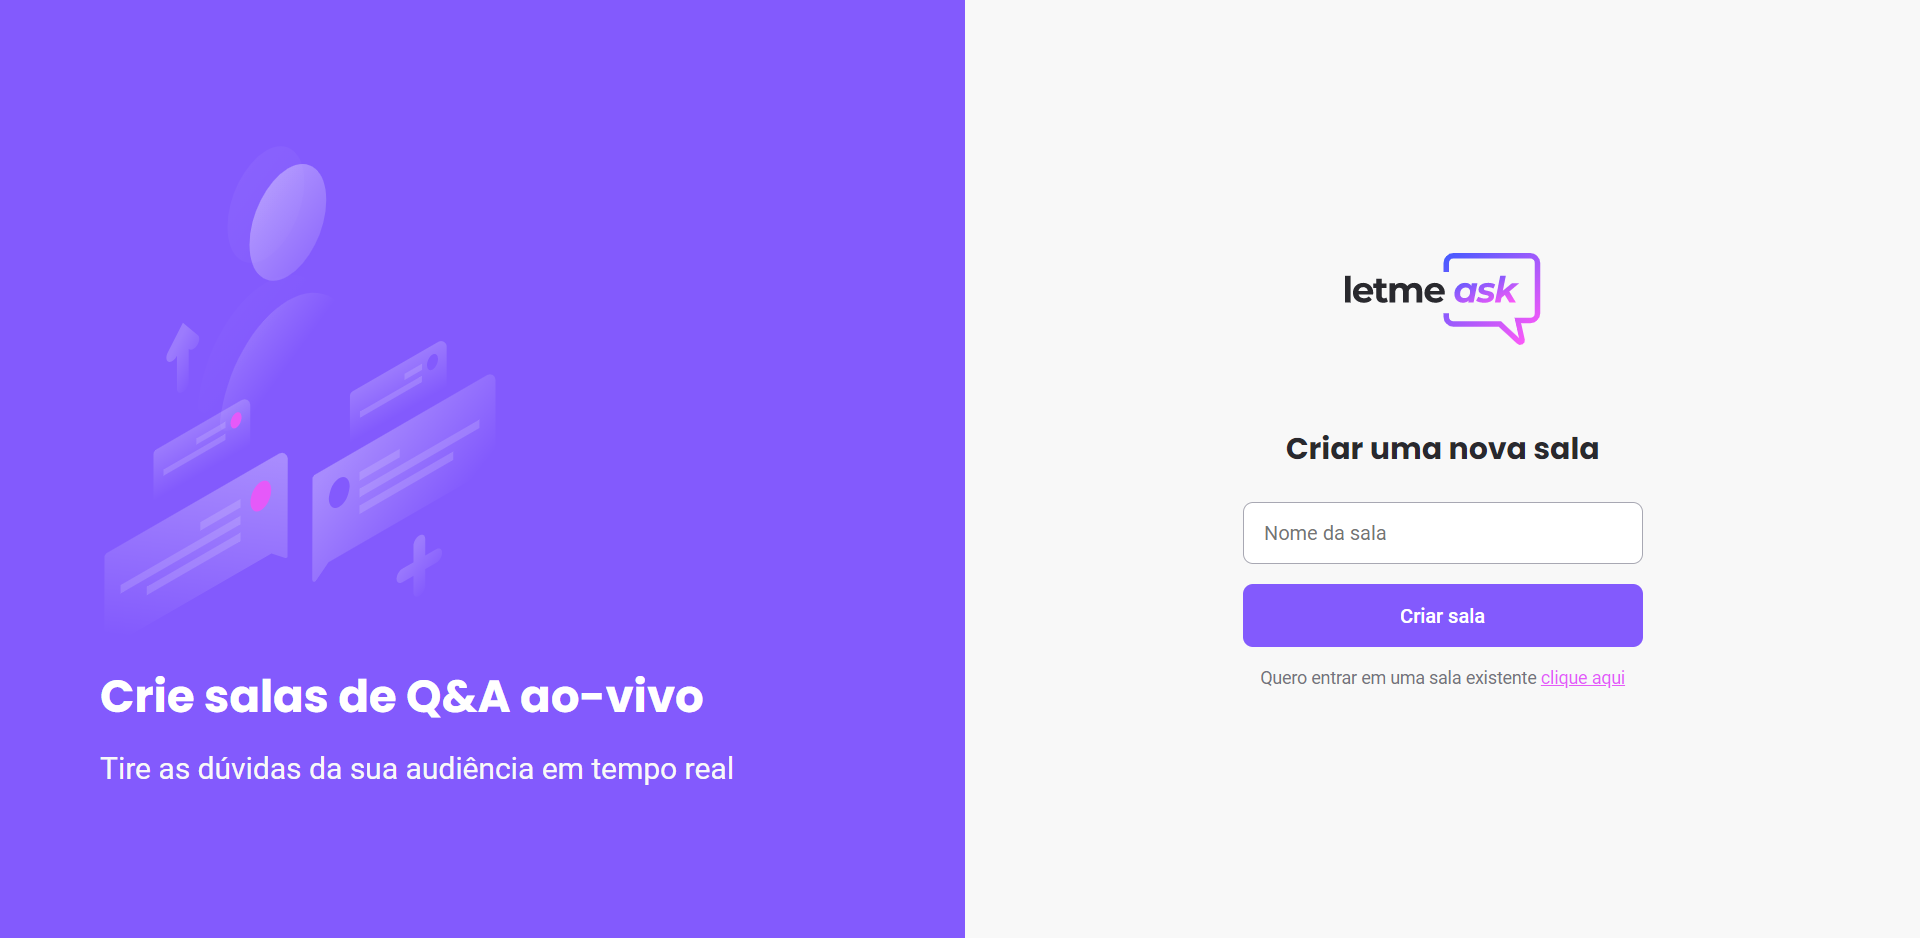 Crie salas de Q&A ao-vivo
Tire as dúvidas da sua audiência em tempo real
letme ask
Criar uma nova sala
Nome da sala
Criar sala
Quero entrar em uma sala existente clique aqui